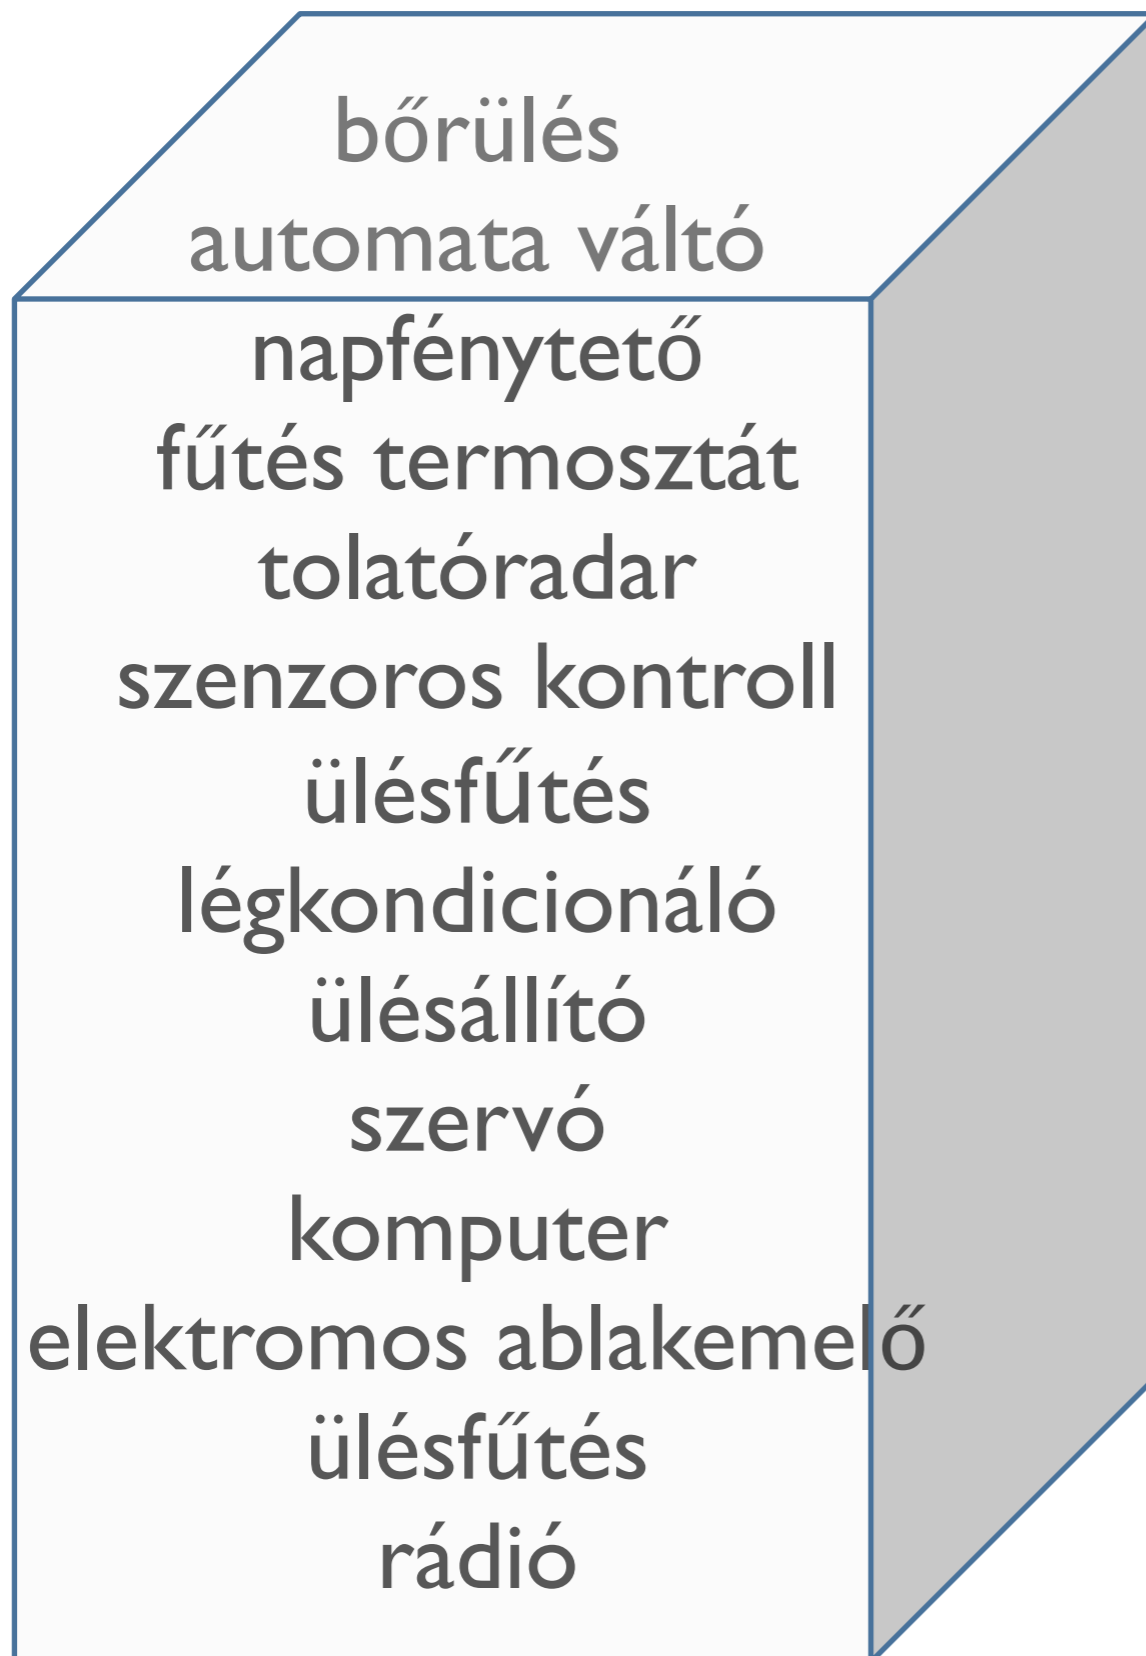 bőrülés
automata váltó
napfénytető
fűtés termosztát
tolatóradar
szenzoros kontroll
ülésfűtés
légkondicionáló
ülésállító
szervó
komputer
elektromos ablakemelő
ülésfűtés
rádió